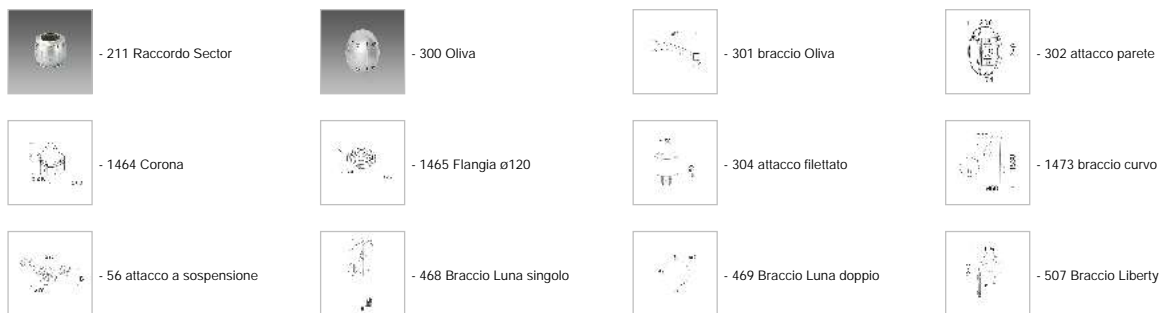 - 211 Raccordo Sector
- 300 Oliva
- 301 braccio Oliva
- 302 attacco parete
- 1464 Corona
- 1465 Flangia ø120
- 304 attacco filettato
- 1473 braccio curvo
- 56 attacco a sospensione
- 468 Braccio Luna singolo
- 469 Braccio Luna doppio
- 507 Braccio Liberty